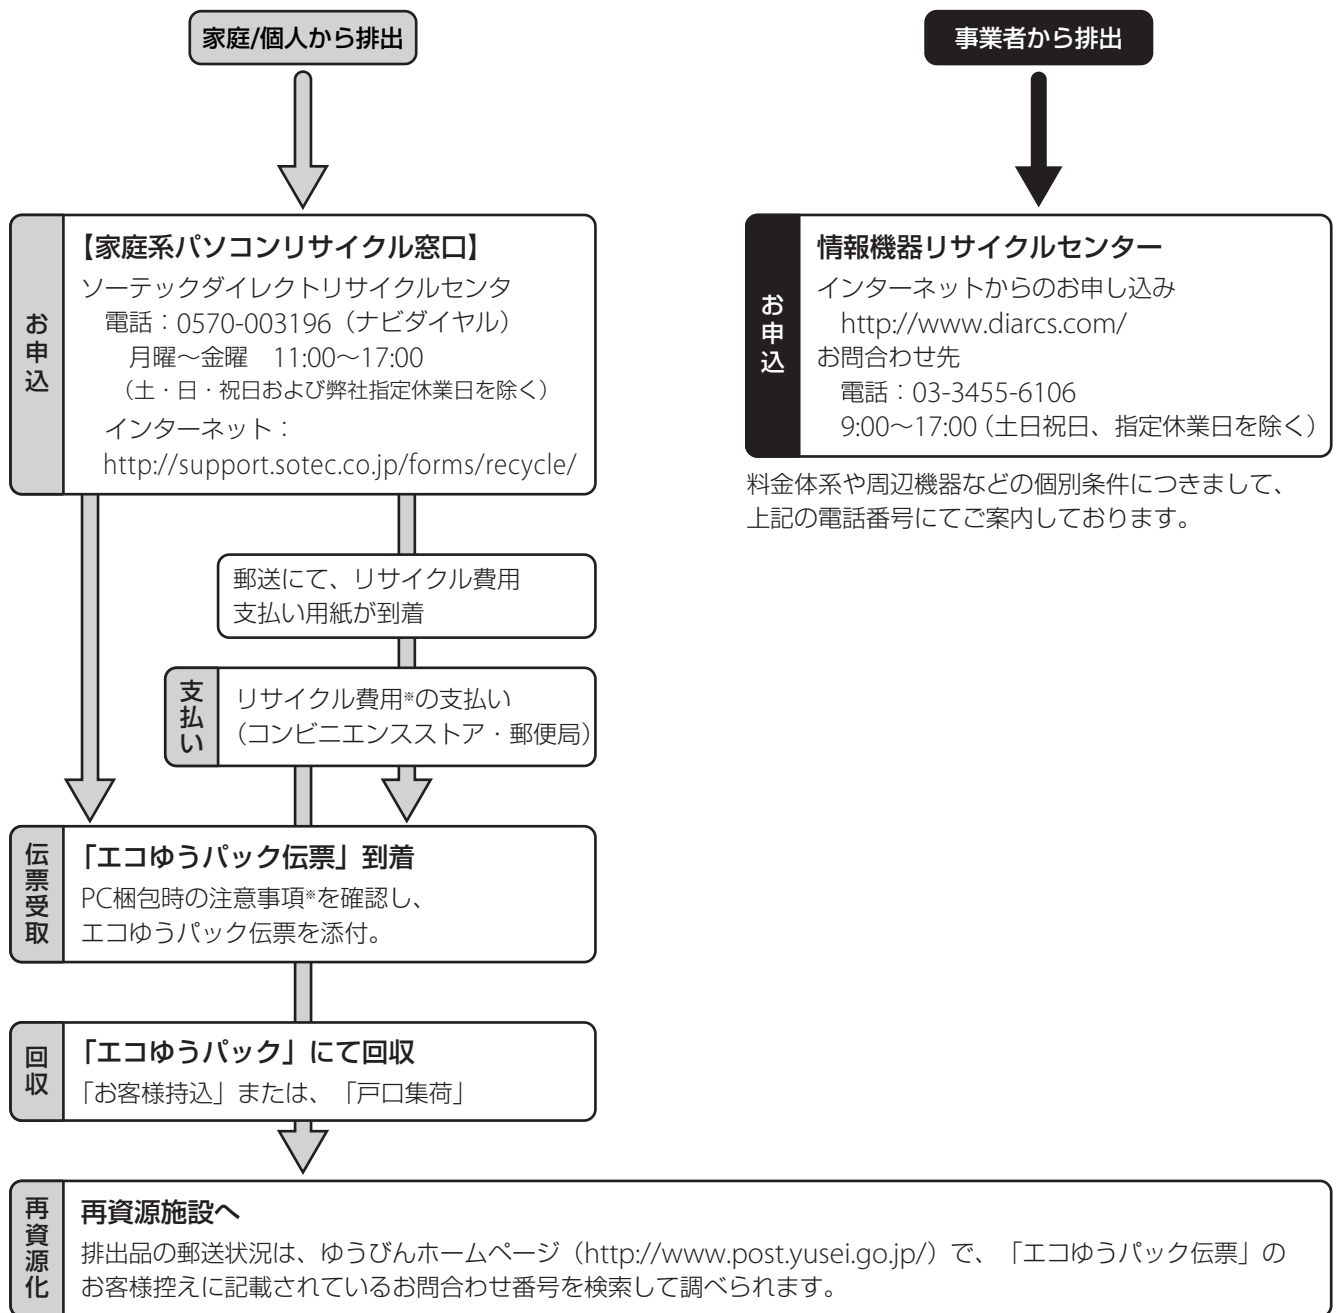 家庭/個人から排出
事業者から排出
お申込
【家庭系パソコンリサイクル窓口】
ソーテックダイレクトリサイクルセンタ
電話：0570-003196（ナビダイヤル）
月曜～金曜　11:00～17:00
（土・日・祝日および弊社指定休業日を除く）
インターネット：
http://support.sotec.co.jp/forms/recycle/
お申込
情報機器リサイクルセンター
インターネットからのお申し込み
http://www.diarcs.com/
お問合わせ先
電話：03-3455-6106
9:00～17:00（土日祝日、指定休業日を除く）
料金体系や周辺機器などの個別条件につきまして、
上記の電話番号にてご案内しております。
郵送にて、リサイクル費用
支払い用紙が到着
支払い
リサイクル費用※の支払い
（コンビニエンスストア・郵便局）
伝票受取
「エコゆうパック伝票」到着
PC梱包時の注意事項※を確認し、
エコゆうパック伝票を添付。
回収
「エコゆうパック」にて回収
「お客様持込」または、「戸口集荷」
再資源化
再資源施設へ
排出品の郵送状況は、ゆうびんホームページ（http://www.post.yusei.go.jp/）で、「エコゆうパック伝票」の
お客様控えに記載されているお問合わせ番号を検索して調べられます。